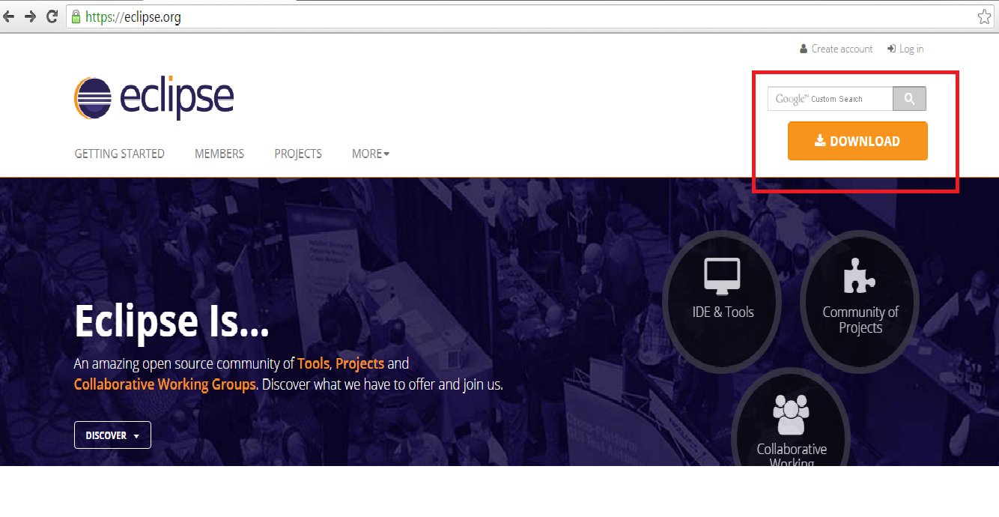 https://eclipse.org
Create account Log in
eclipse
Google™ Custom Search
DOWNLOAD
GETTING STARTED MEMBERS PROJECTS MORE
IDE & Tools
Community of
Projects
Eclipse Is...
An amazing open source community of Tools, Projects and
Collaborative Working Groups. Discover what we have to offer and join us.
DISCOVER
Collaborative
Working